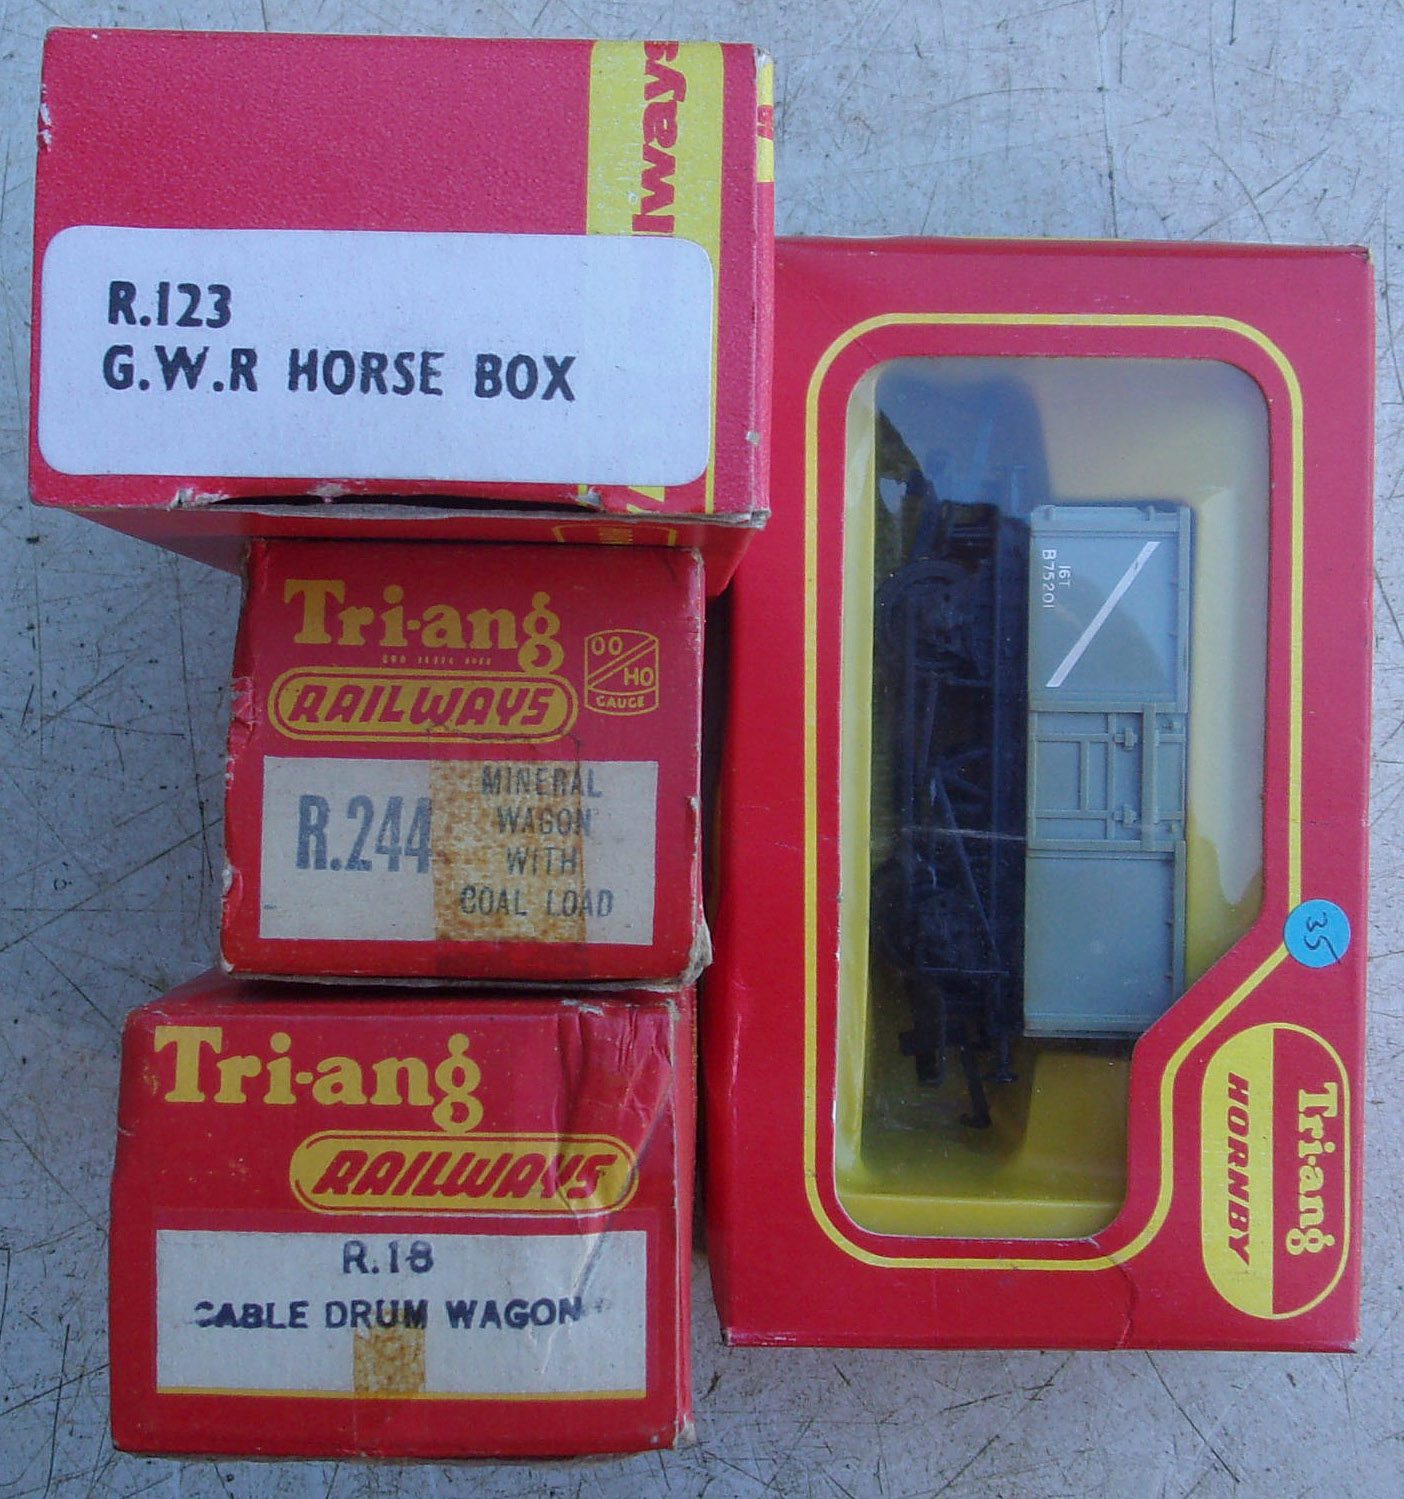 lways
R.123
G.W.R HORSE BOX
Tri-ang
RAILWAYS
OO
HO
GAUGE
R.244
MINERAL
WAGON
WITH
COAL LOAD
Tri-ang
RAILWAYS
R.18
CABLE DRUM WAGON
16T
B75201
35
Tri-ang
HORNBY